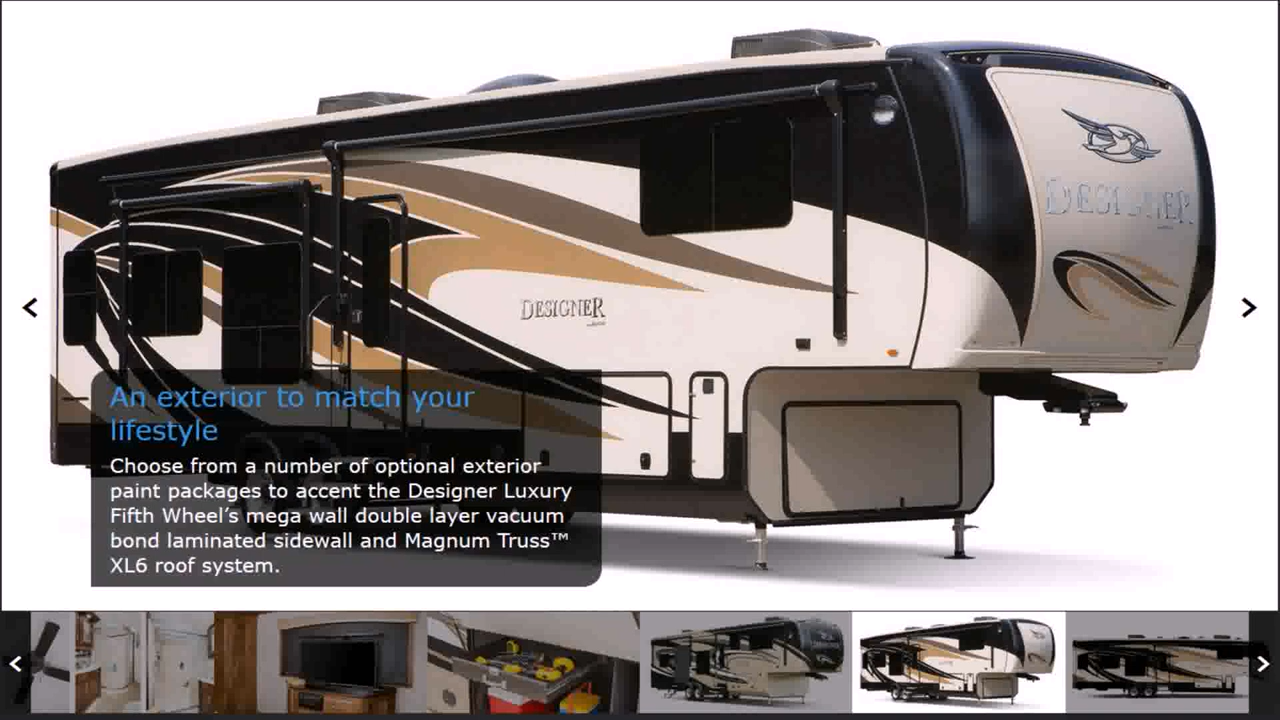 DESIGNER
DESIGNER
An exterior to match your
lifestyle
Choose from a number of optional exterior
paint packages to accent the Designer Luxury
Fifth Wheel’s mega wall double layer vacuum
bond laminated sidewall and Magnum Truss™
XL6 roof system.